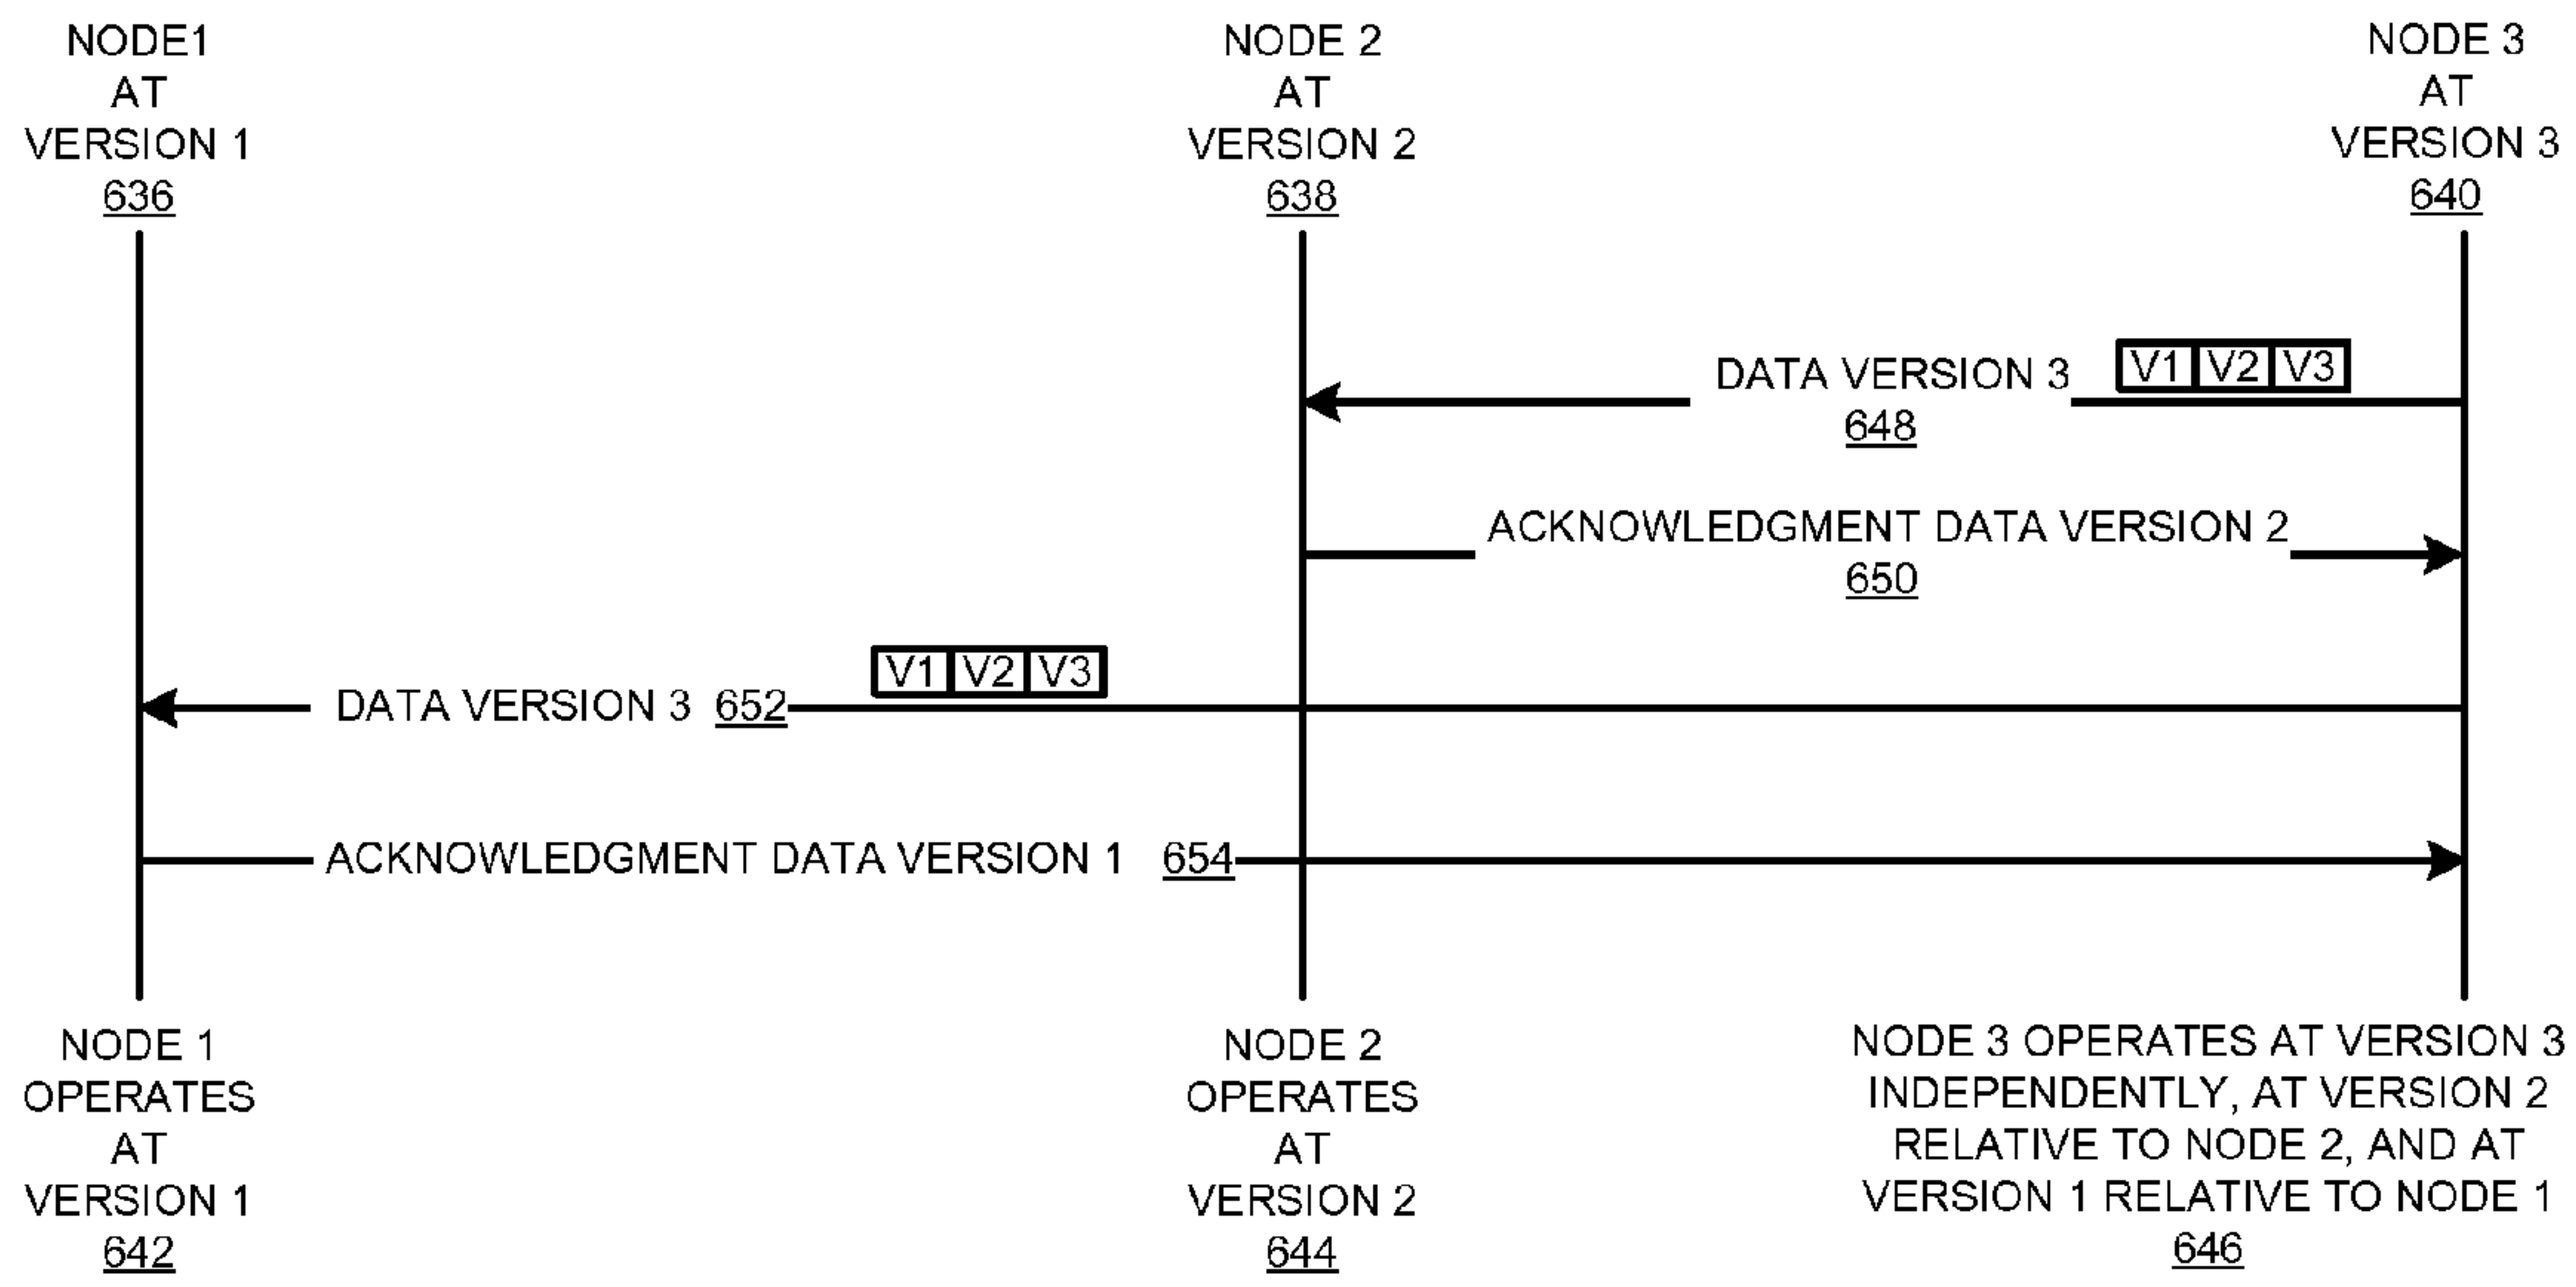 NODE1
AT
VERSION 1
636
NODE 2
AT
VERSION 2
638
NODE 3
AT
VERSION 3
640
V1 V2 V3
DATA VERSION 3
648
ACKNOWLEDGMENT DATA VERSION 2
650
V1 V2 V3
DATA VERSION 3 652
ACKNOWLEDGMENT DATA VERSION 1 654
NODE 1
OPERATES
AT
VERSION 1
642
NODE 2
OPERATES
AT
VERSION 2
644
NODE 3 OPERATES AT VERSION 3
INDEPENDENTLY, AT VERSION 2
RELATIVE TO NODE 2, AND AT
VERSION 1 RELATIVE TO NODE 1
646